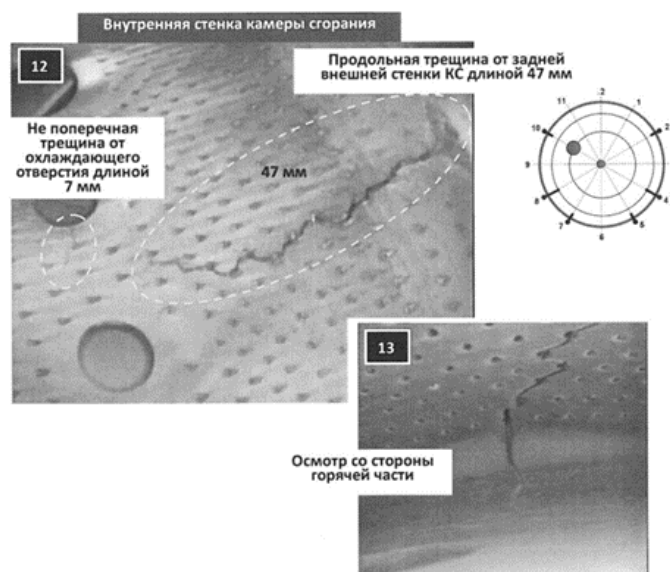 Внутренняя стенка камеры сгорания
12
Продольная трещина от задней
внешней стенки КС длиной 47 мм
Не поперечная
трещина от
охлаждающего
отверстия длиной
7 мм
47 мм
11
2
1
2
10
9
8
4
7
6
5
13
Осмотр со стороны
горячей части